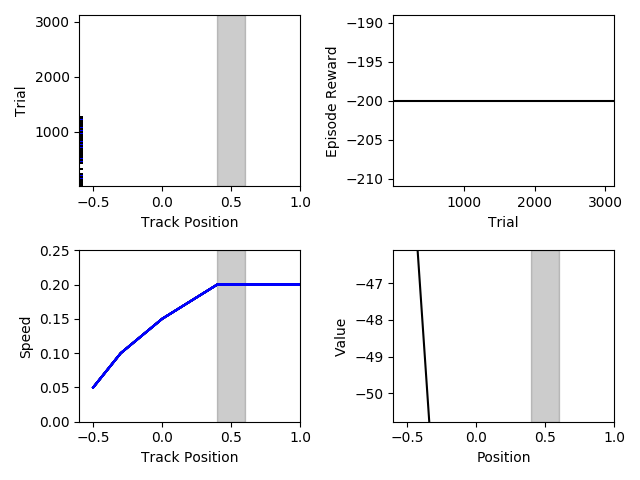 3000
2000
1000
Trial
−0.5 0.0 0.5 1.0
Track Position
−190
−195
−200
−205
−210
Episode Reward
1000 2000 3000
Trial
0.25
0.20
0.15
0.10
0.05
0.00
Speed
−0.5 0.0 0.5 1.0
Track Position
−47
−48
−49
−50
Value
−0.5 0.0 0.5 1.0
Position